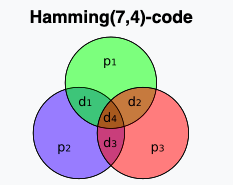 Hamming(7,4)-code
p₁
d₁ d₂
d₄
p₂ d₃ p₃